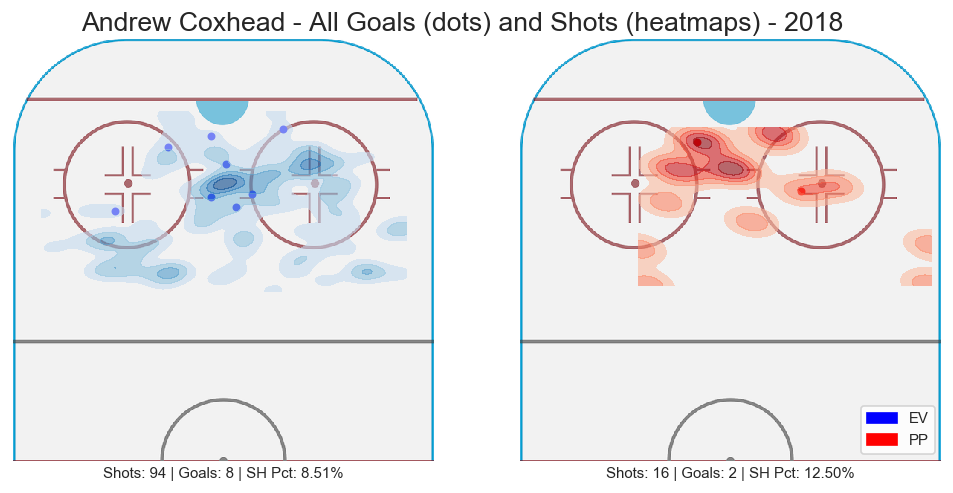 Andrew Coxhead - All Goals (dots) and Shots (heatmaps) - 2018
EV
PP
Shots: 94 | Goals: 8 | SH Pct: 8.51%
Shots: 16 | Goals: 2 | SH Pct: 12.50%